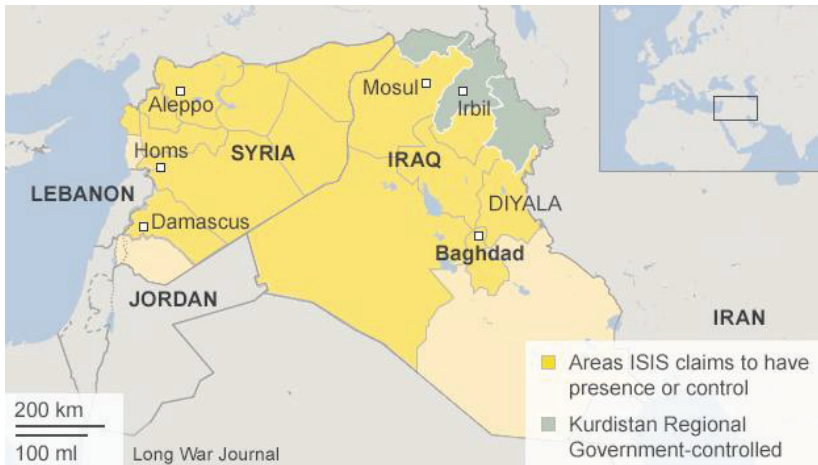 Mosul
Aleppo
Irbil
Homs
SYRIA
IRAQ
LEBANON
DIYALA
Damascus
Baghdad
JORDAN
IRAN
Areas ISIS claims to have
presence or control
200 km
100 ml
Kurdistan Regional
Government-controlled
Long War Journal